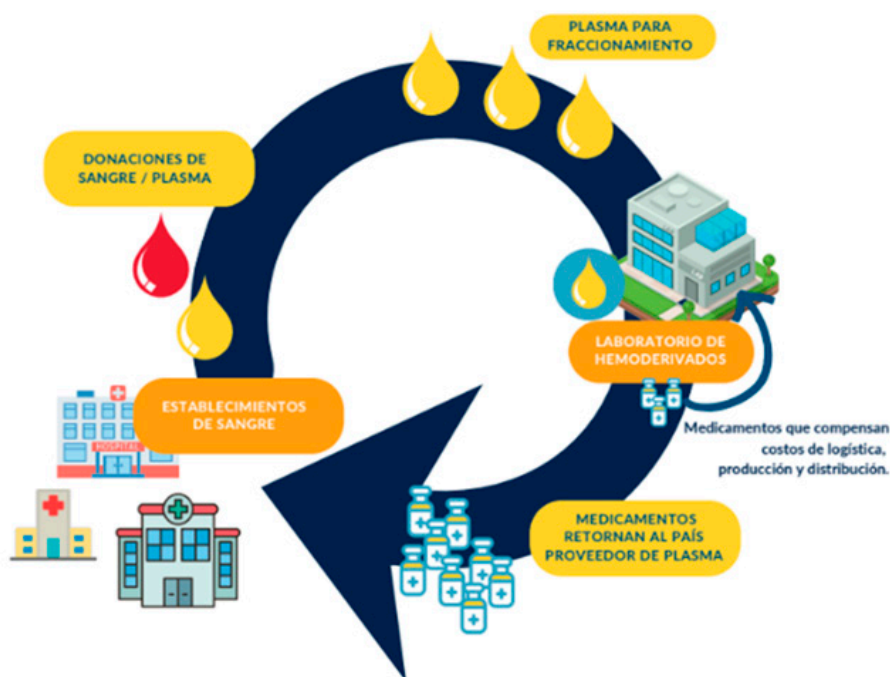 PLASMA PARA
FRACCIONAMIENTO
DONACIONES DE
SANGRE / PLASMA
LABORATORIO DE
HEMODERIVADOS
ESTABLECIMIENTOS
DE SANGRE
HOSPITAL
Medicamentos que compensan
costos de logística,
producción y distribución.
MEDICAMENTOS
RETORNAN AL PAÍS
PROVEEDOR DE PLASMA